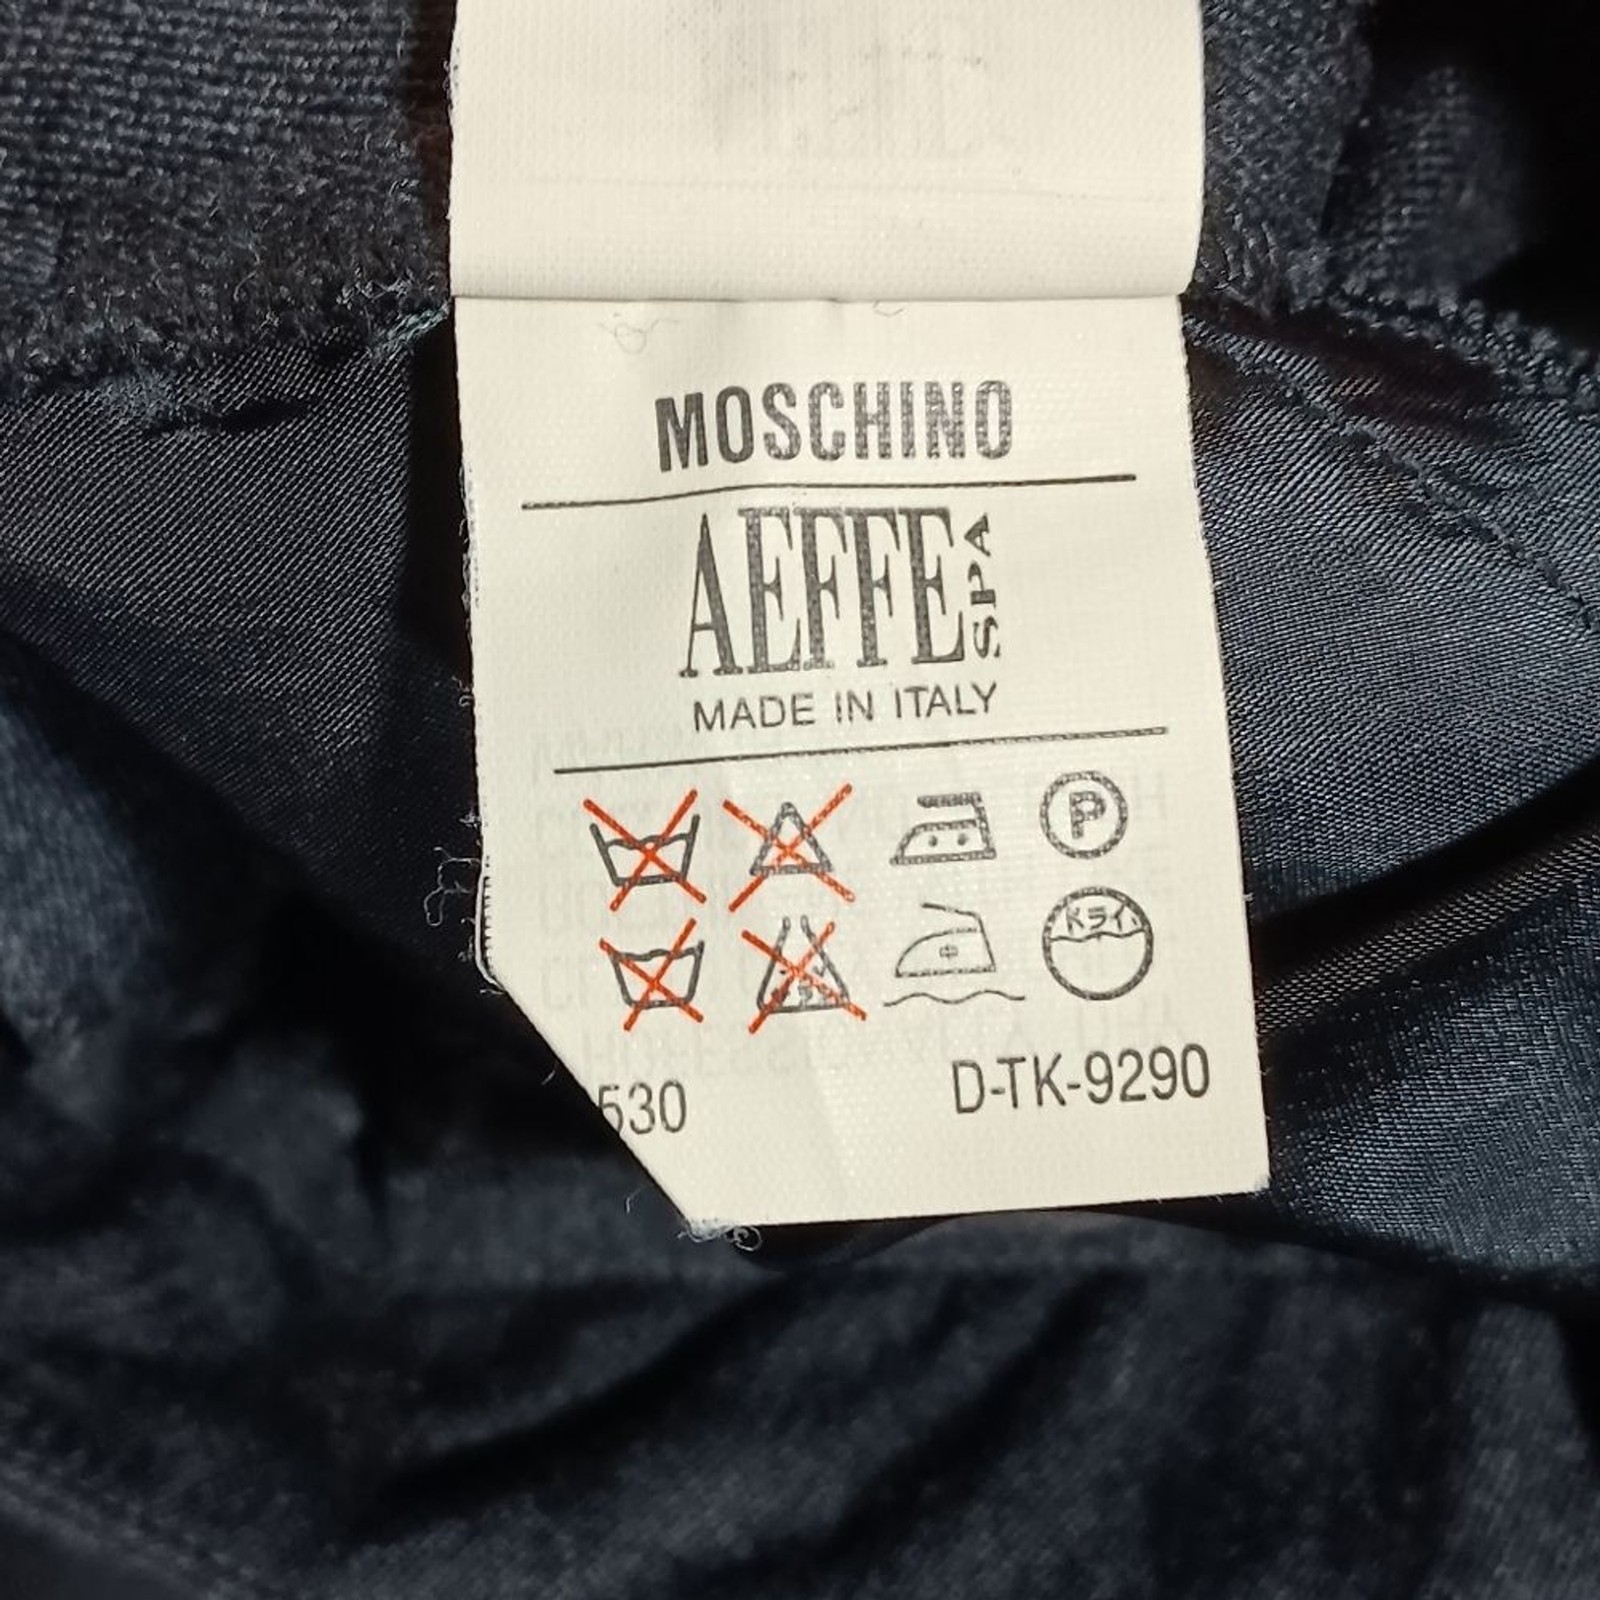 MOSCHINO
AEFFE SPA
MADE IN ITALY
P
ドライ
530 D-TK-9290